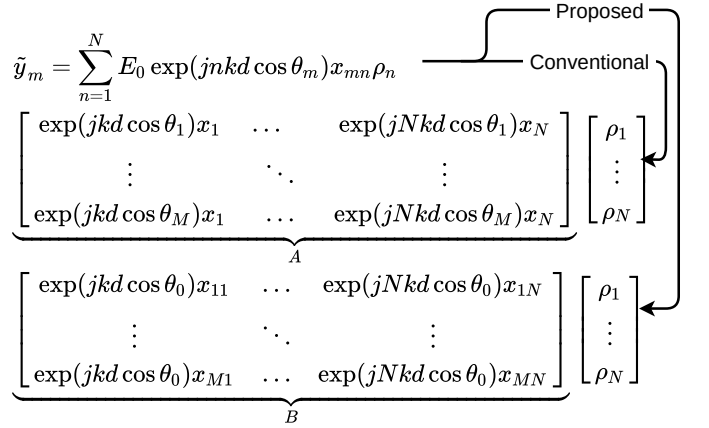 Proposed
ỹ_m = \sum_{n=1}^{N} E_0 exp(jnkd cos θ_m)x_{mn}ρ_n
Conventional
[ exp(jkd cos θ_1)x_1 … exp(jNkd cos θ_1)x_N ] [ ρ_1 ]
⋮ ⋱ ⋮ ⋮
[ exp(jkd cos θ_M)x_1 … exp(jNkd cos θ_M)x_N ] [ ρ_N ]
A
[ exp(jkd cos θ_0)x_{11} … exp(jNkd cos θ_0)x_{1N} ] [ ρ_1 ]
⋮ ⋱ ⋮ ⋮
[ exp(jkd cos θ_0)x_{M1} … exp(jNkd cos θ_0)x_{MN} ] [ ρ_N ]
B